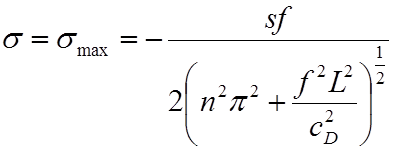 σ = σ_max = − sf / 2(n²π² + f²L²/c_D²)^(1/2)